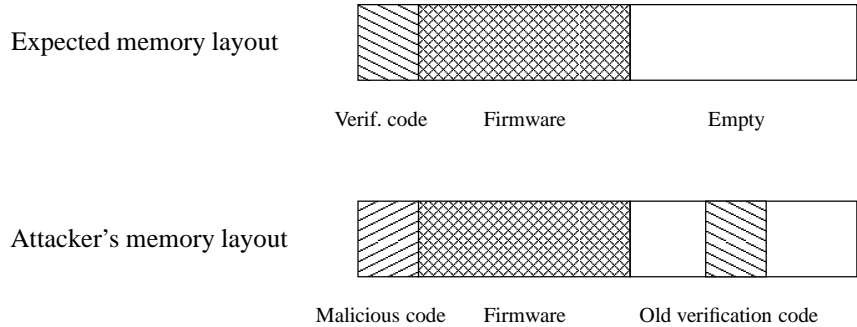 Expected memory layout
Verif. code Firmware Empty
Attacker's memory layout
Malicious code Firmware Old verification code